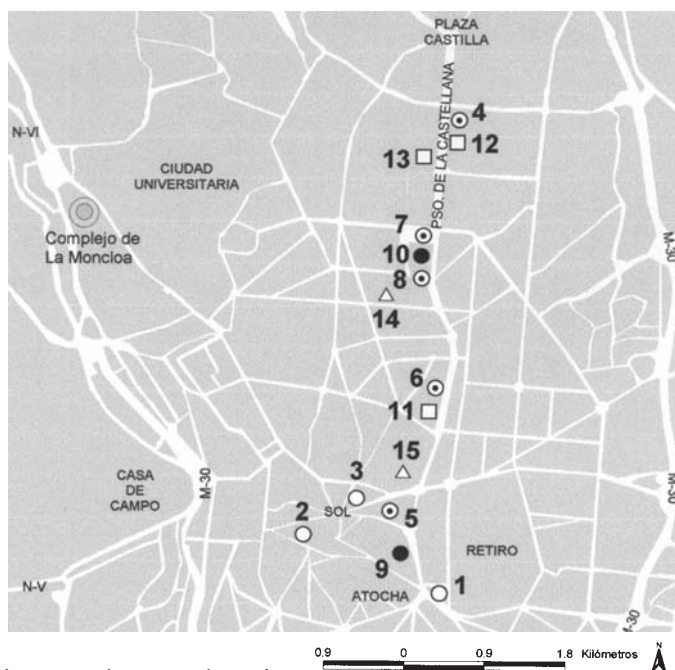 PLAZA
CASTILLA
N-VI
CIUDAD
UNIVERSITARIA
PSO. DE LA CASTELLANA
4
12
13
Complejo de
La Moncloa
7
10
8
14
M-30
6
11
15
3
CASA
DE
CAMPO
M-30
SOL
2
5
M-30
9
RETIRO
N-V
ATOCHA
1
M-30
0.9 0 0.9 1.8 Kilómetros
N